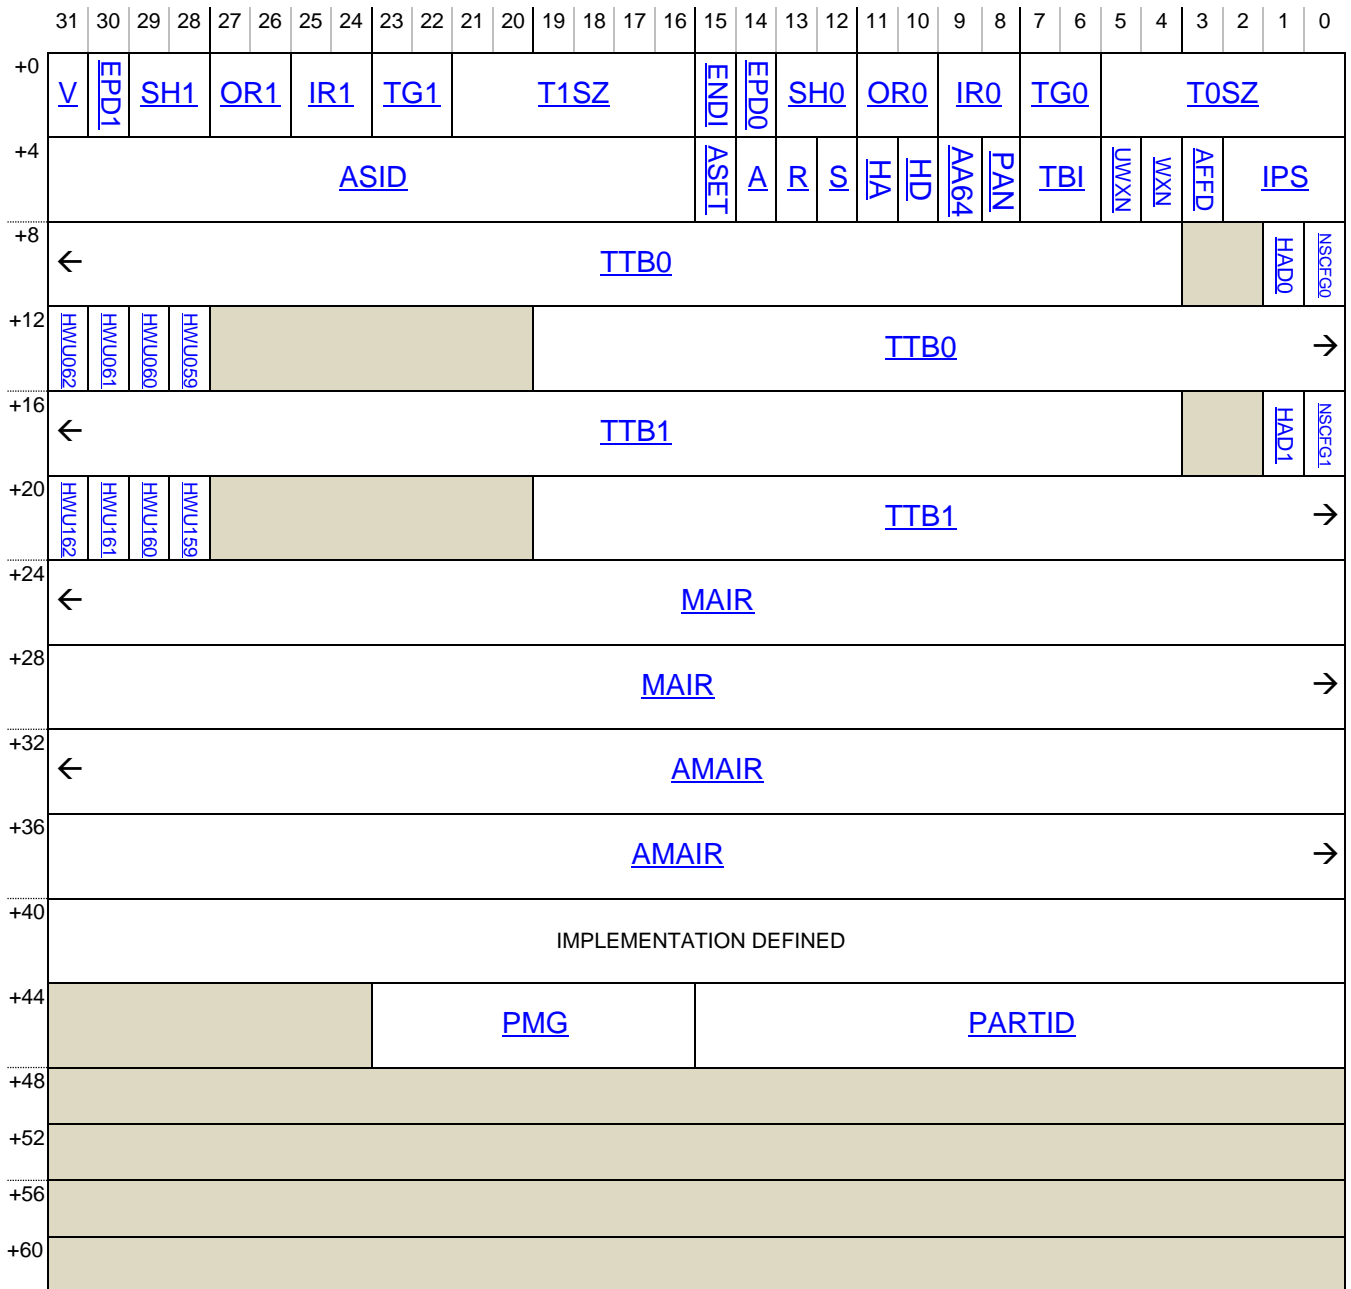 31 30 29 28 27 26 25 24 23 22 21 20 19 18 17 16 15 14 13 12 11 10 9 8 7 6 5 4 3 2 1 0
+0 V EPD1 SH1 OR1 IR1 TG1 T1SZ ENDI EPD0 SH0 OR0 IR0 TG0 T0SZ
+4 ASID ASET A R S HA HD AA64 PAN TBI UWXN WXN AFFD IPS
+8 ← TTB0 HAD0 NSCFG0
+12 HWU062 HWU061 HWU060 HWU059 TTB0 →
+16 ← TTB1 HAD1 NSCFG1
+20 HWU162 HWU161 HWU160 HWU159 TTB1 →
+24 ← MAIR
+28 MAIR →
+32 ← AMAIR
+36 AMAIR →
+40 IMPLEMENTATION DEFINED
+44 PMG PARTID
+48
+52
+56
+60